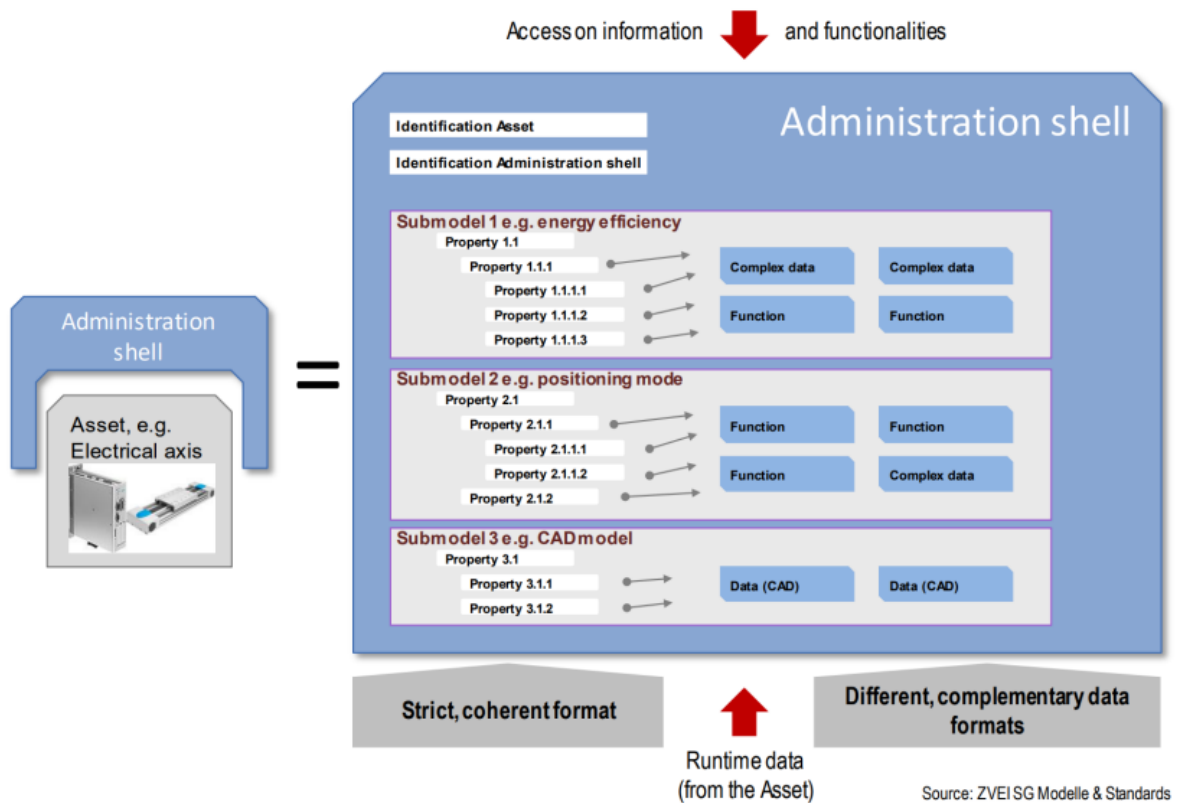 Access on information and functionalities
Administration shell
Identification Asset
Identification Administration shell
Submodel 1 e.g. energy efficiency
Property 1.1
Property 1.1.1
Property 1.1.1.1
Property 1.1.1.2
Property 1.1.1.3
Complex data
Complex data
Function
Function
Submodel 2 e.g. positioning mode
Property 2.1
Property 2.1.1
Property 2.1.1.1
Property 2.1.1.2
Property 2.1.2
Function
Function
Function
Complex data
Submodel 3 e.g. CAD model
Property 3.1
Property 3.1.1
Property 3.1.2
Data (CAD)
Data (CAD)
Administration
shell
Asset, e.g.
Electrical axis
=
Strict, coherent format
Different, complementary data
formats
Runtime data
(from the Asset)
Source: ZVEI SG Modelle & Standards